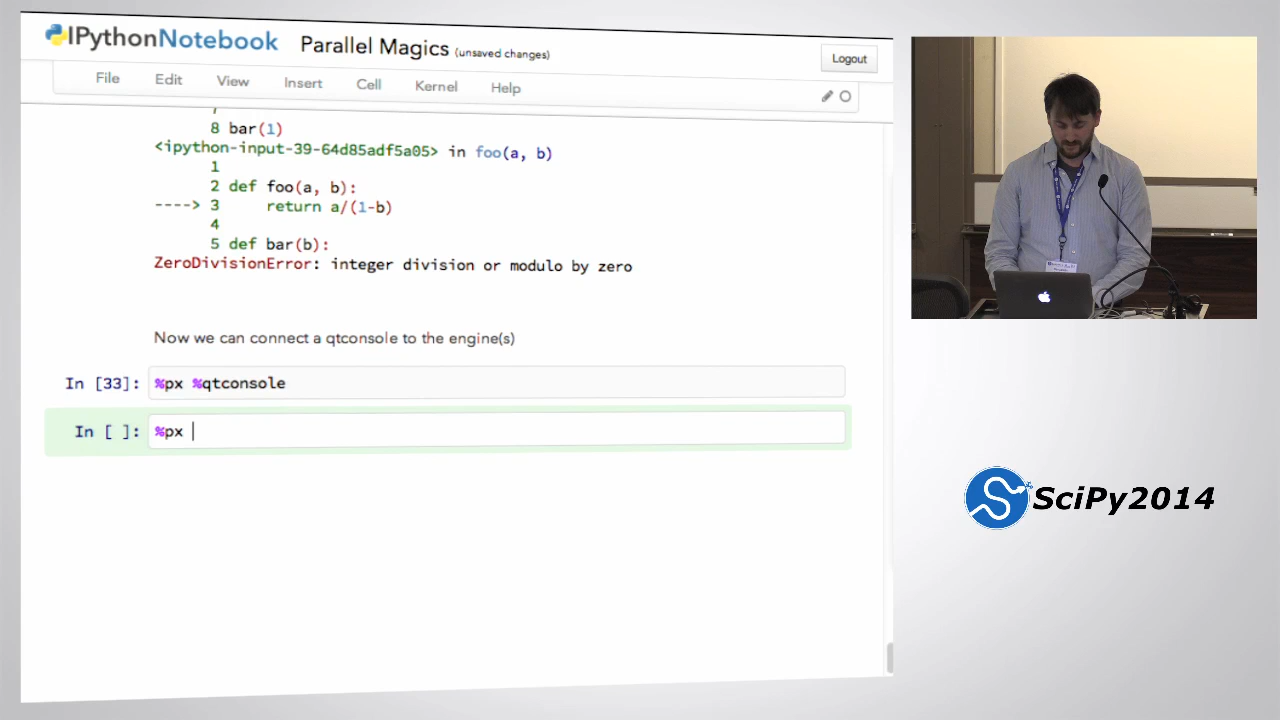 IPythonNotebook Parallel Magics (unsaved changes)
Logout
File Edit View Insert Cell Kernel Help
8 bar(1)
<ipython-input-39-64d85adf5a05> in foo(a, b)
1
2 def foo(a, b):
----> 3 return a/(1-b)
4
5 def bar(b):
ZeroDivisionError: integer division or modulo by zero
Now we can connect a qtconsole to the engine(s)
In [33]: %px %qtconsole
In [ ]: %px
SciPy2014